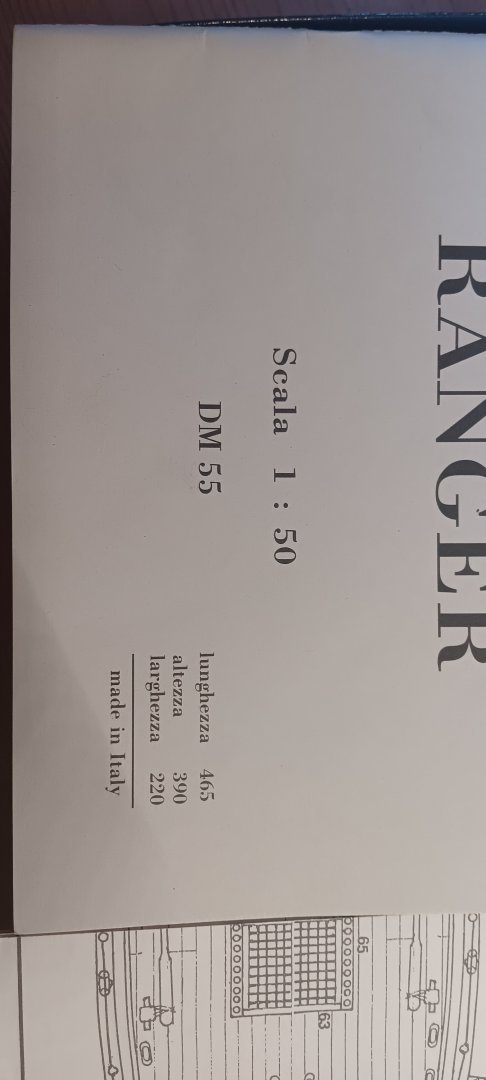 RANGER
Scala 1 : 50
DM 55
lunghezza 465
altezza 390
larghezza 220
made in Italy
65
63